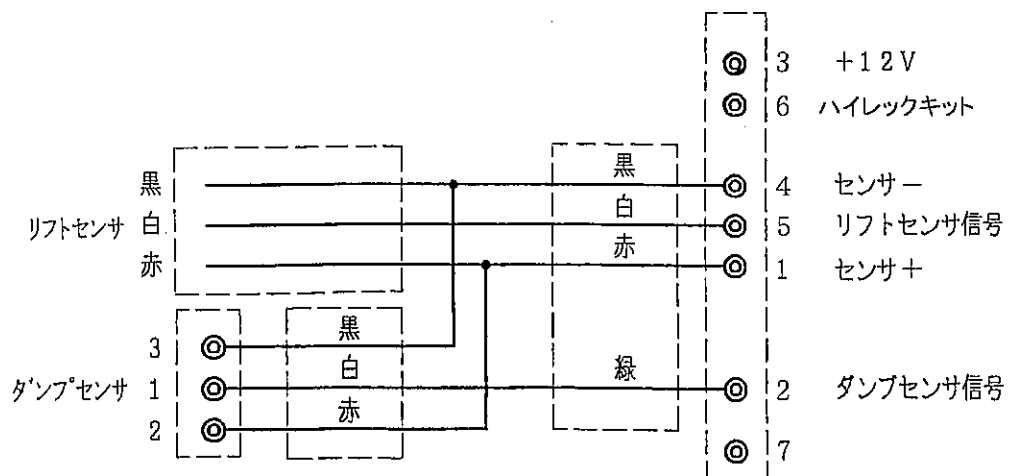 3 +12V
6 ハイレックキット
黒 黒 4 センサー
リフトセンサ 白 白 5 リフトセンサ信号
赤 赤 1 センサ+
3 黒
ダンプセンサ 1 白 緑 2 ダンプセンサ信号
2 赤
7